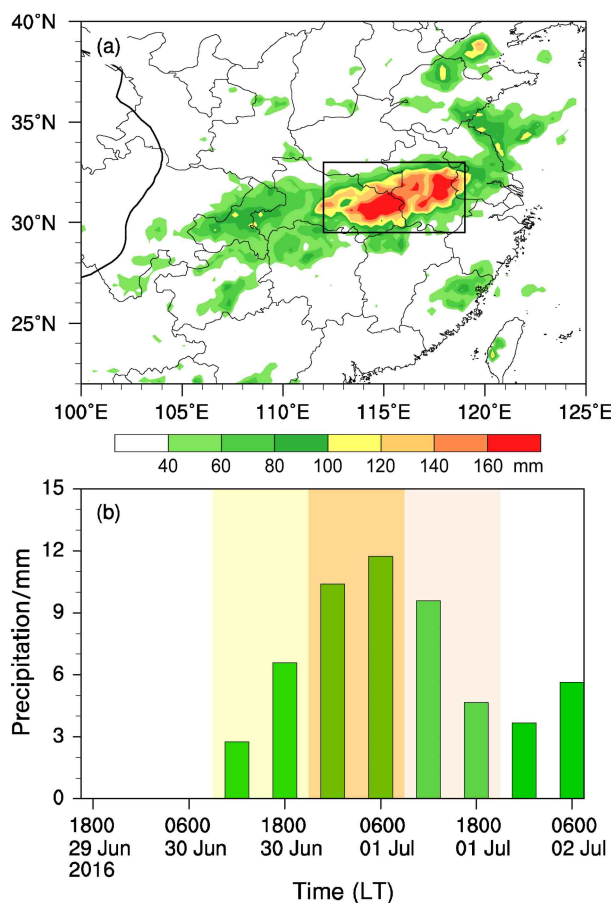 40°N
(a)
35°N
30°N
25°N
100°E 105°E 110°E 115°E 120°E 125°E
40 60 80 100 120 140 160 mm
15
(b)
12
9
6
3
0
Precipitation/mm
1800 0600 1800 0600 1800 0600
29 Jun 30 Jun 30 Jun 01 Jul 01 Jul 02 Jul
2016
Time (LT)